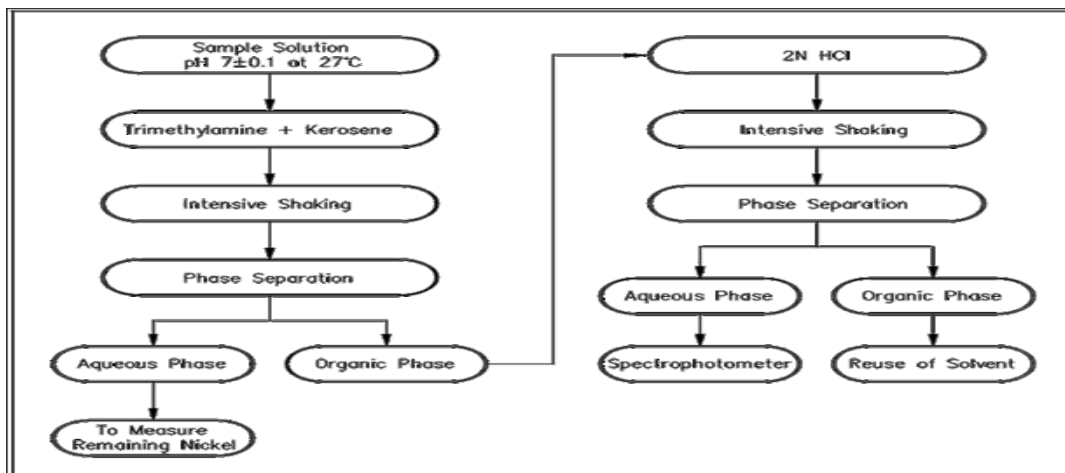 Sample Solution
pH 7±0.1 at 27°C
Trimethylamine + Kerosene
Intensive Shaking
Phase Separation
Aqueous Phase
Organic Phase
To Measure
Remaining Nickel
2N HCl
Intensive Shaking
Phase Separation
Aqueous Phase
Organic Phase
Spectrophotometer
Reuse of Solvent